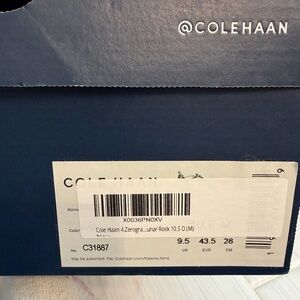 @COLEHAAN
COLE HAAN
X0036PN0XV
Cole Haan 4.Zerogra...unar Rock 10.5 D (M)
No. C31887
9.5 43.5 28
UK EUR CM
May be patented. Pat. ColeHaan.com/Patents.html